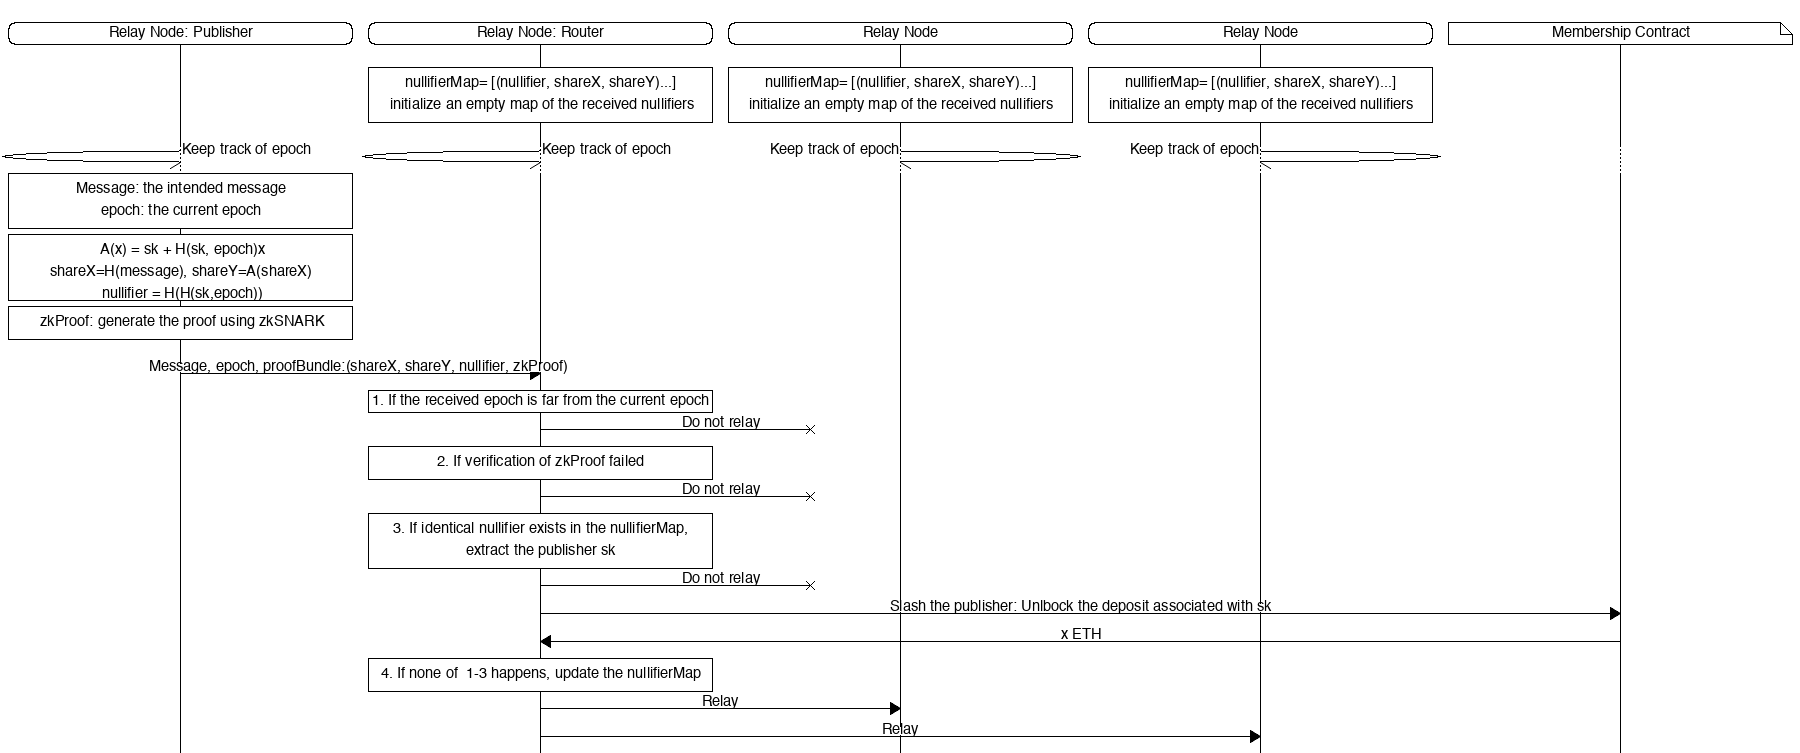 Relay Node: Publisher
Relay Node: Router
Relay Node
Relay Node
Membership Contract
nullifierMap= [(nullifier, shareX, shareY)...]
initialize an empty map of the received nullifiers
nullifierMap= [(nullifier, shareX, shareY)...]
initialize an empty map of the received nullifiers
nullifierMap= [(nullifier, shareX, shareY)...]
initialize an empty map of the received nullifiers
Keep track of epoch
Keep track of epoch
Keep track of epoch
Keep track of epoch
Message: the intended message
epoch: the current epoch
A(x) = sk + H(sk, epoch)x
shareX=H(message), shareY=A(shareX)
nullifier = H(H(sk,epoch))
zkProof: generate the proof using zkSNARK
Message, epoch, proofBundle:(shareX, shareY, nullifier, zkProof)
1. If the received epoch is far from the current epoch
Do not relay
2. If verification of zkProof failed
Do not relay
3. If identical nullifier exists in the nullifierMap,
extract the publisher sk
Do not relay
Slash the publisher: Unlbock the deposit associated with sk
x ETH
4. If none of  1-3 happens, update the nullifierMap
Relay
Relay